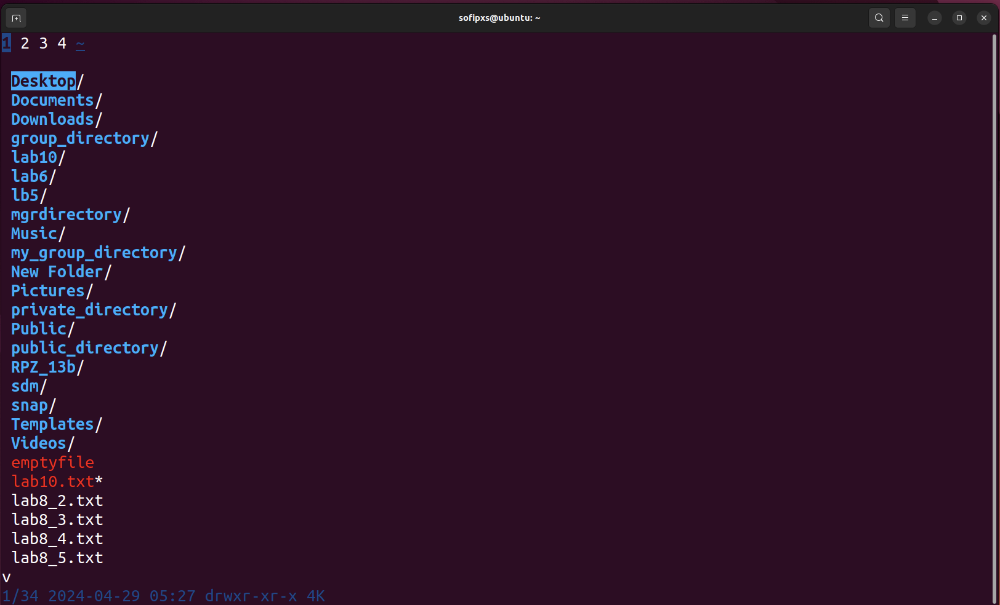 sofipxs@ubuntu: ~
1 2 3 4 ~
Desktop/
Documents/
Downloads/
group_directory/
lab10/
lab6/
lb5/
mgrdirectory/
Music/
my_group_directory/
New Folder/
Pictures/
private_directory/
Public/
public_directory/
RPZ_13b/
sdm/
snap/
Templates/
Videos/
emptyfile
lab10.txt*
lab8_2.txt
lab8_3.txt
lab8_4.txt
lab8_5.txt
v
1/34 2024-04-29 05:27 drwxr-xr-x 4K